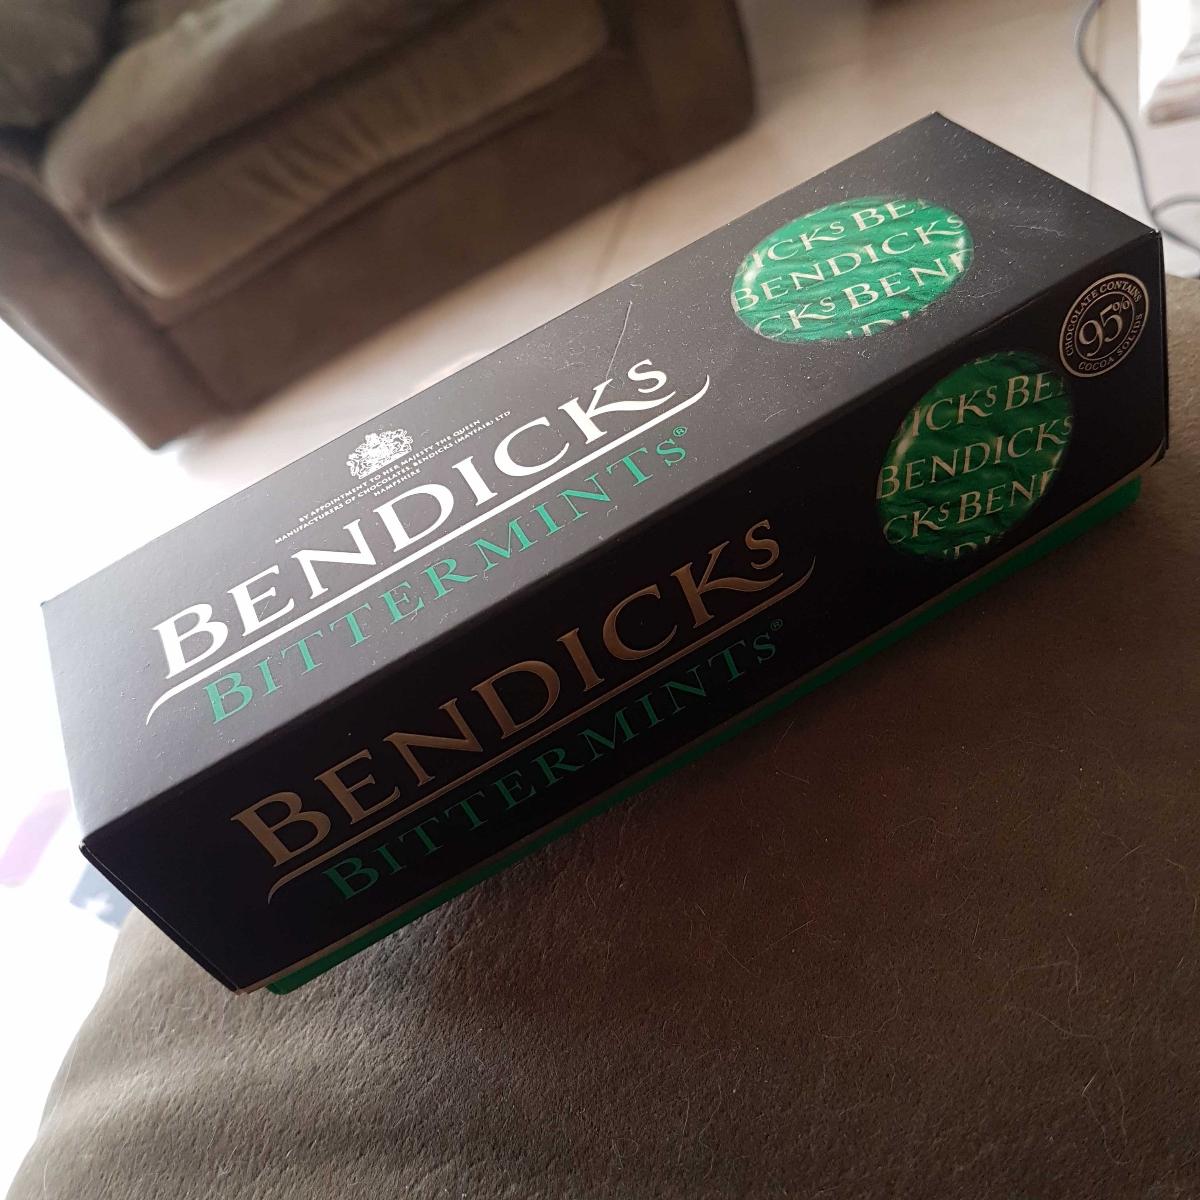 BY APPOINTMENT TO HER MAJESTY THE QUEEN
MANUFACTURERS OF CHOCOLATES, BENDICKS (MAYFAIR) LTD
HAMPSHIRE
BENDICKS
BITTERMINTS®
ICKS BE
BENDICKS
CKS BEN
BENDICKS
BITTERMINTS®
ICKS BE
BENDICKS
CKS BEN
CHOCOLATE CONTAINS
95%
COCOA SOLIDS